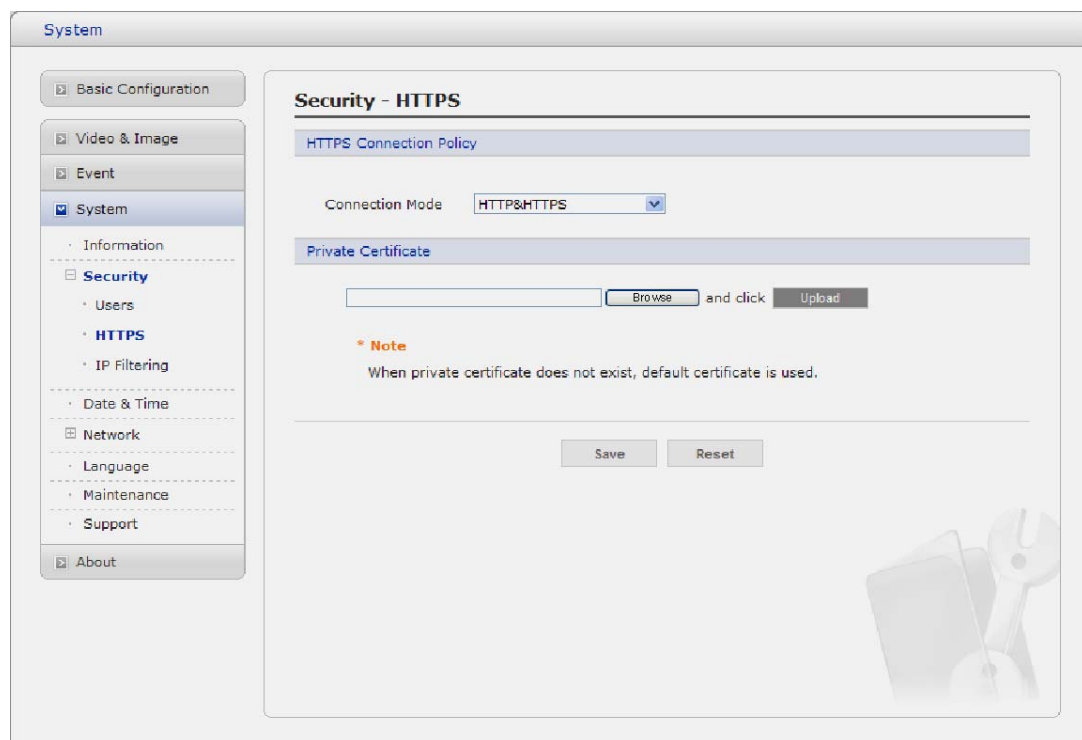 System
Basic Configuration
Video & Image
Event
System
Information
Security
Users
HTTPS
IP Filtering
Date & Time
Network
Language
Maintenance
Support
About
Security - HTTPS
HTTPS Connection Policy
Connection Mode HTTP&HTTPS
Private Certificate
Browse and click Upload
* Note
When private certificate does not exist, default certificate is used.
Save Reset